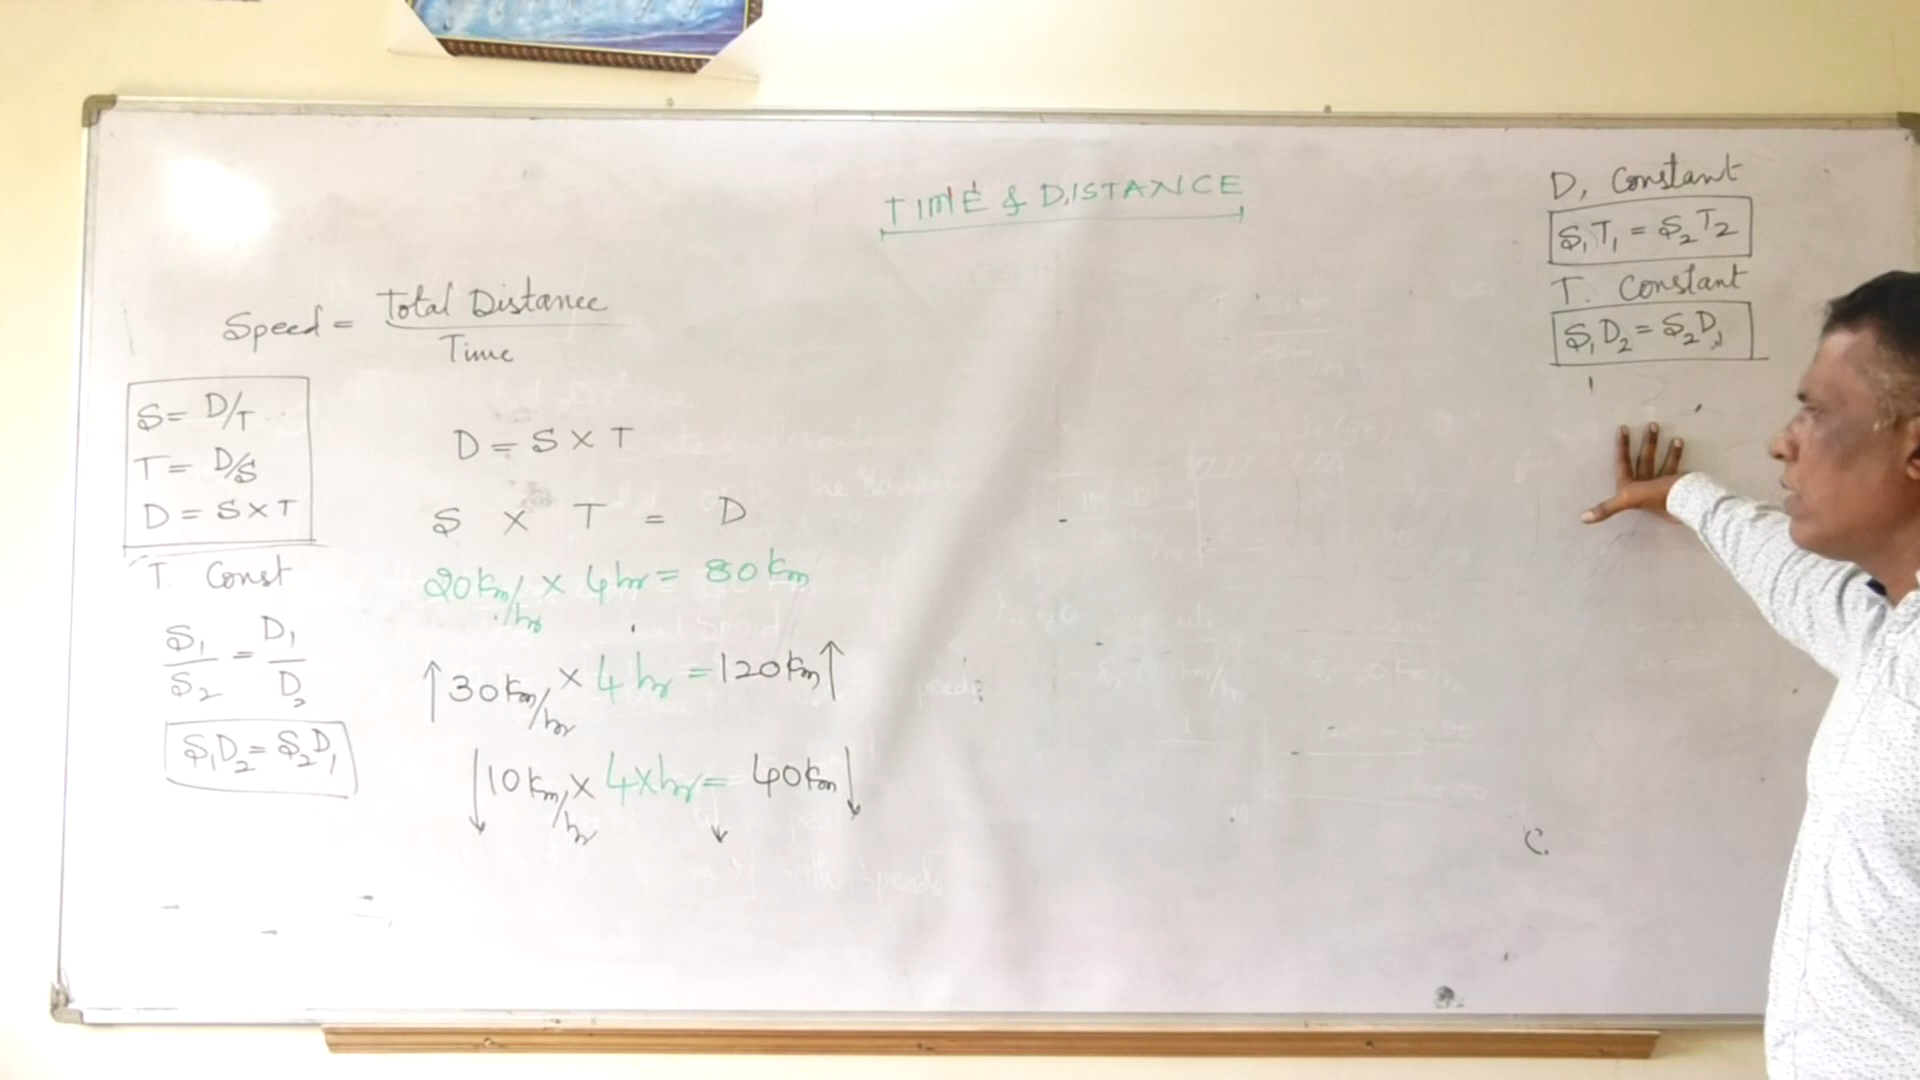 TIME & DISTANCE
Speed = Total Distance / Time
S = D/T
T = D/S
D = S X T
T. Const
S₁/S₂ = D₁/D₂
S₁D₂ = S₂D₁
D = S X T
S X T = D
20 Km/hr X 4 hr = 80 Km
↑ 30 Km/hr X 4 hr = 120 Km ↑
↓ 10 Km/hr X 4 x hr = 40 Km ↓
↓
D, Constant
S₁T₁ = S₂T₂
T. Constant
S₁D₂ = S₂D₁